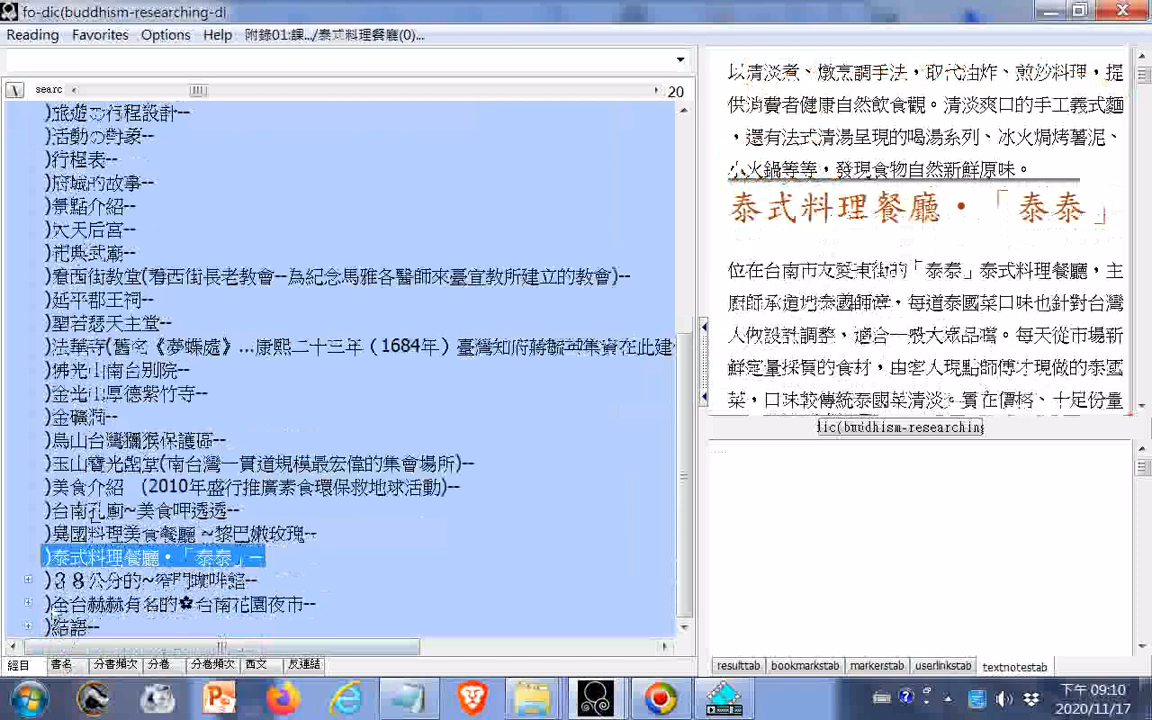 fo-dic(buddhism-researching-d(
Reading Favorites Options Help 附錄01:課.../泰式料理餐廳(0)...
searc
20
)旅遊の行程設計--
)活動の對象--
)行程表--
)府城的故事--
)景點介紹--
)大天后宮--
)祀典武廟--
)看西街教堂(看西街長老教會--為紀念馬雅各醫師來臺宣教所建立的教會)--
)延平郡王祠--
)聖若瑟天主堂--
)法華寺(舊名《夢蝶處》...康熙二十三年（1684年）臺灣知府蔣毓英集資在此建
)佛光山南台别院--
)金光山厚德紫竹寺--
)金礦洞--
)烏山台灣獼猴保護區--
)玉山寶光聖堂(南台灣一貫道規模最宏偉的集會場所)--
)美食介紹 (2010年盛行推廣素食環保救地球活動)--
)台南孔廟~美食呷透透--
)異國料理美食餐廳 ~黎巴嫩玫瑰--
)泰式料理餐廳‧「泰泰」--
)３８公分的~窄門咖啡館--
)全台赫赫有名的✿台南花園夜市--
)結語--
經目 書名 分書頻次 分卷 分卷頻次 西文 反連結
以清淡煮、燉烹調手法，取代油炸、煎炒料理，提
供消費者健康自然飲食觀。清淡爽口的手工義式麵
，還有法式清湯呈現的喝湯系列、冰火焗烤薯泥、
小火鍋等等，發現食物自然新鮮原味。
泰式料理餐廳‧「泰泰」
位在台南市友愛東街的「泰泰」泰式料理餐廳，主
廚師承道地泰國師傅，每道泰國菜口味也針對台灣
人做設計調整，適合一般大眾品嚐。每天從市場新
鮮定量採買的食材，由客人現點師傅才現做的泰國
菜，口味較傳統泰國菜清淡。實在價格、十足份量
dic(buddhism-researching
resulttab bookmarkstab markerstab userlinkstab textnotestab
下午 09:10
2020/11/17